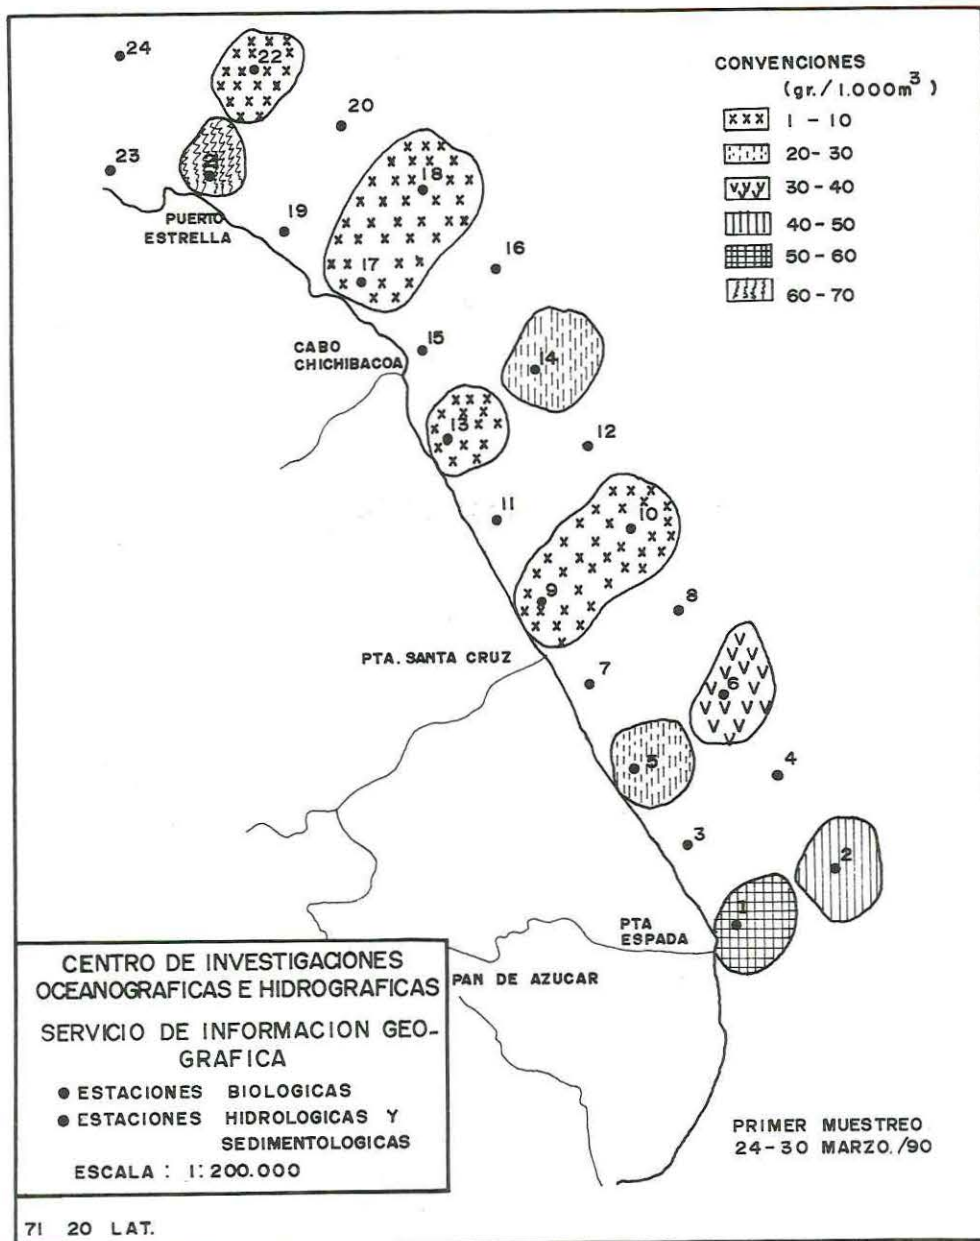 24
22
20
23
21
19
18
17
16
15
14
13
12
11
10
9
8
7
6
5
4
3
2
1
CONVENCIONES
(gr./1.000m³)
xxx 1 - 10
20-30
vvv 30-40
40-50
50-60
60-70
PUERTO
ESTRELLA
CABO
CHICHIBACOA
PTA. SANTA CRUZ
PTA
ESPADA
PAN DE AZUCAR
CENTRO DE INVESTIGACIONES
OCEANOGRAFICAS E HIDROGRAFICAS
SERVICIO DE INFORMACION GEO-
GRAFICA
● ESTACIONES BIOLOGICAS
● ESTACIONES HIDROLOGICAS Y
SEDIMENTOLOGICAS
ESCALA : 1:200.000
PRIMER MUESTREO
24-30 MARZO./90
71 20 LAT.